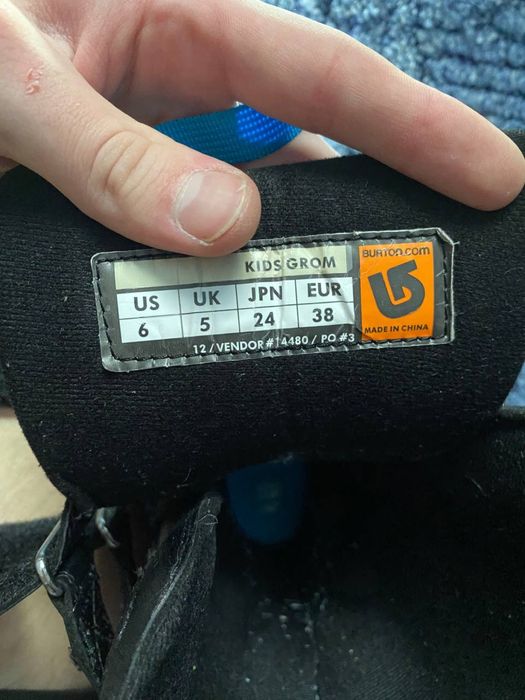 KIDS GROM
BURTON.COM
US UK JPN EUR
6 5 24 38
MADE IN CHINA
12 / VENDOR #14480 / PO #3